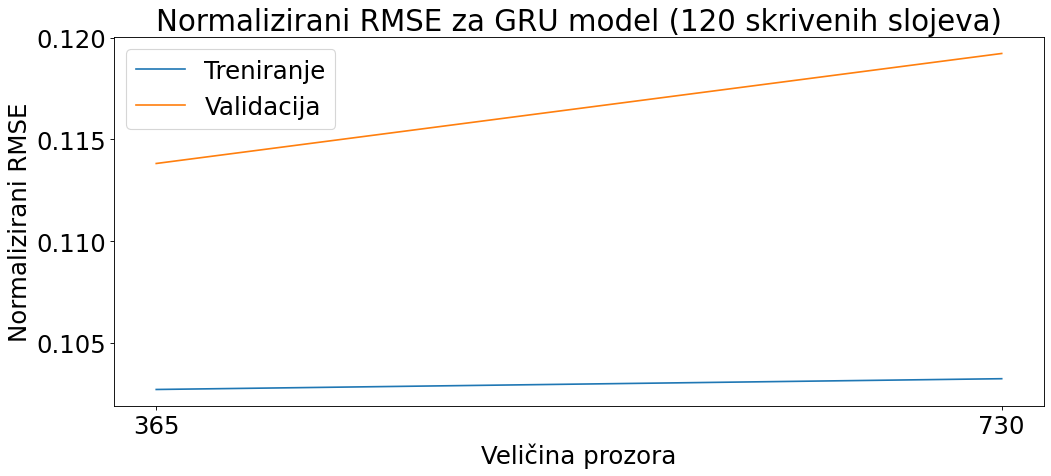 Normalizirani RMSE za GRU model (120 skrivenih slojeva)
Treniranje
Validacija
Normalizirani RMSE
0.120
0.115
0.110
0.105
365
730
Veličina prozora